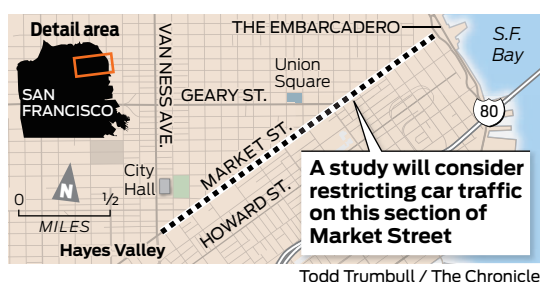 Detail area
SAN
FRANCISCO
VAN NESS AVE.
THE EMBARCADERO
S.F.
Bay
Union
Square
GEARY ST.
80
MARKET ST.
City
Hall
HOWARD ST.
N
0 ½
MILES
Hayes Valley
A study will consider
restricting car traffic
on this section of
Market Street
Todd Trumbull / The Chronicle